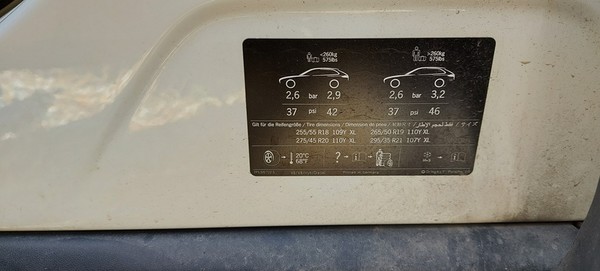 <260kg >260kg
575lbs 575lbs
2,6 bar 2,9 2,6 bar 3,2
37 psi 42 37 psi 46
Gilt für die Reifengröße / Tire dimensions / Dimensions de pneu /
255/55 R18 109Y XL 265/50 R19 110Y XL
275/45 R20 110Y XL 295/35 R21 107Y XL
20°C ? i i
68°F